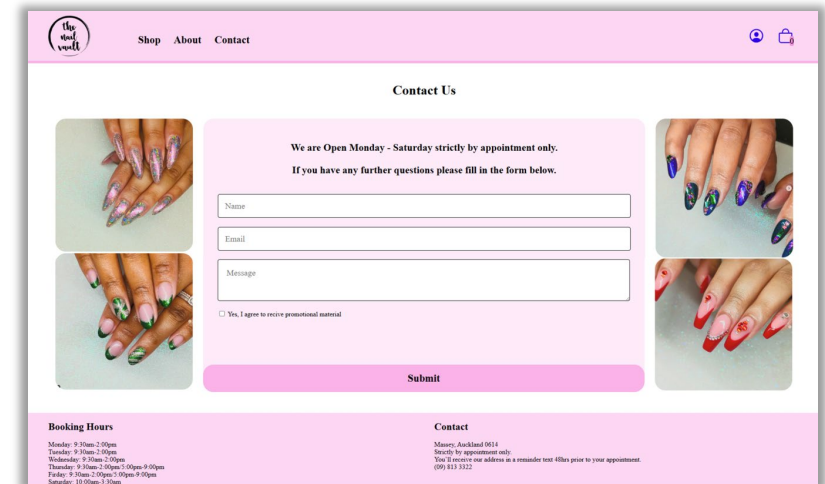 the
nail
vault
Shop About Contact
0
Contact Us
We are Open Monday - Saturday strictly by appointment only.
If you have any further questions please fill in the form below.
Name
Email
Message
Yes, I agree to recive promotional material
Submit
Booking Hours
Monday: 9:30am-2:00pm
Tuesday: 9:30am-2:00pm
Wednesday: 9:30am-2:00pm
Thursday: 9:30am-2:00pm/5:00pm-9:00pm
Firday: 9:30am-2:00pm/5:00pm-9:00pm
Saturday: 10:00am-3:30am
Contact
Massey, Auckland 0614
Strictly by appointment only.
You'll receive our address in a reminder text 48hrs prior to your appointment.
(09) 813 3322